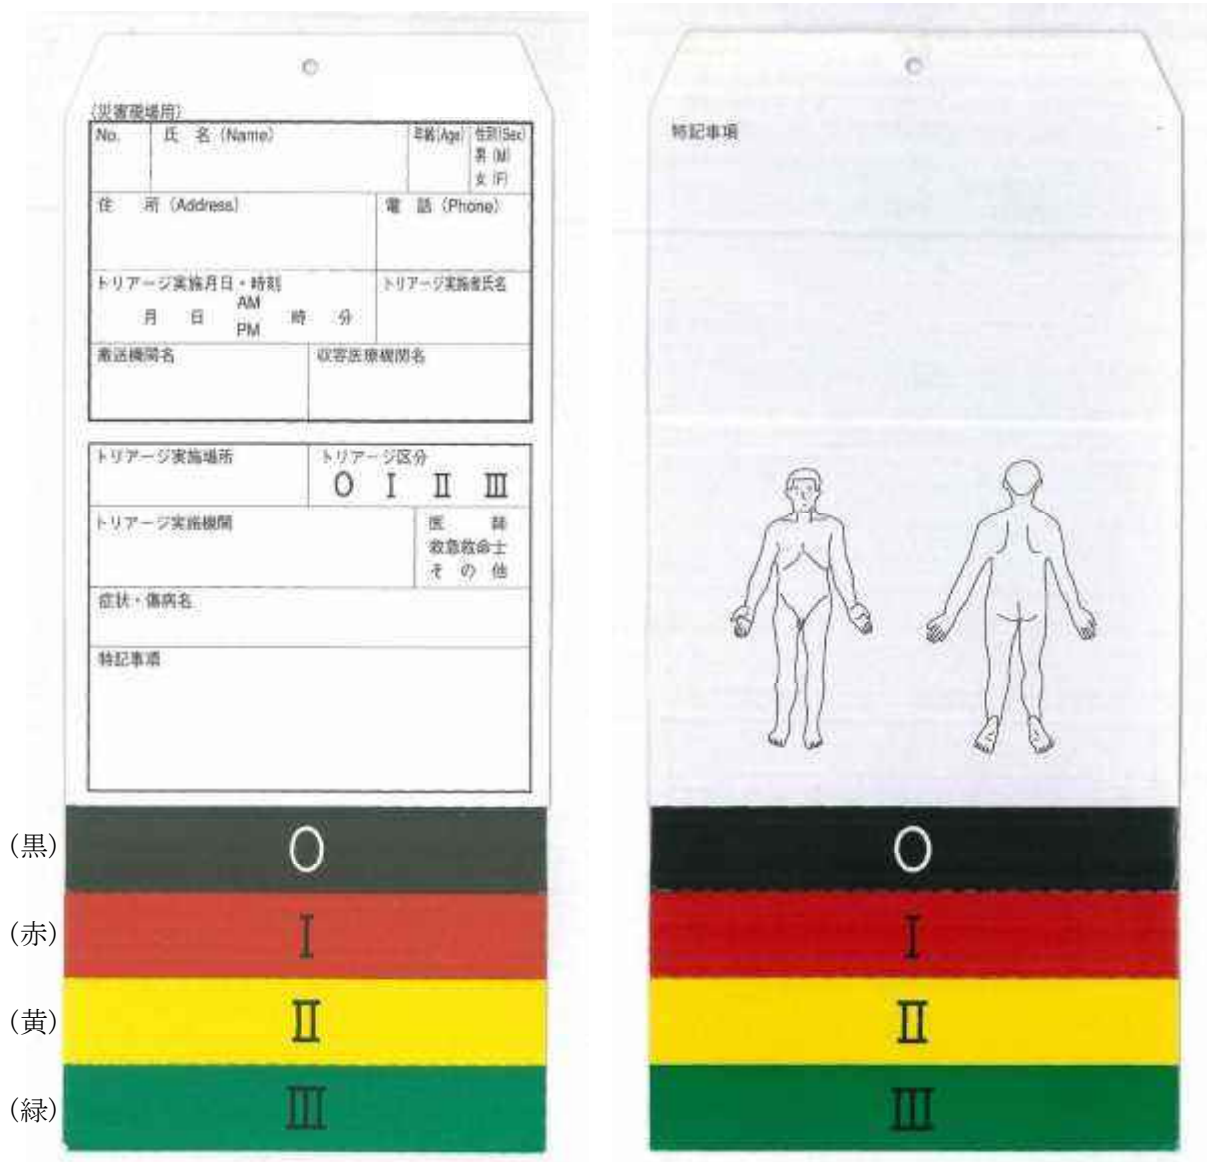 (災害現場用)
No. 氏 名 (Name) 年齢(Age) 性別(Sex)
男 (M)
女 (F)
住 所 (Address) 電 話 (Phone)
トリアージ実施月日・時刻 トリアージ実施者氏名
AM
月 日 時 分
PM
搬送機関名 収容医療機関名
トリアージ実施場所 トリアージ区分
0 Ⅰ Ⅱ Ⅲ
トリアージ実施機関 医 師
救急救命士
そ の 他
症状・傷病名
特記事項
(黒) 0
(赤) Ⅰ
(黄) Ⅱ
(緑) Ⅲ
特記事項
0
Ⅰ
Ⅱ
Ⅲ